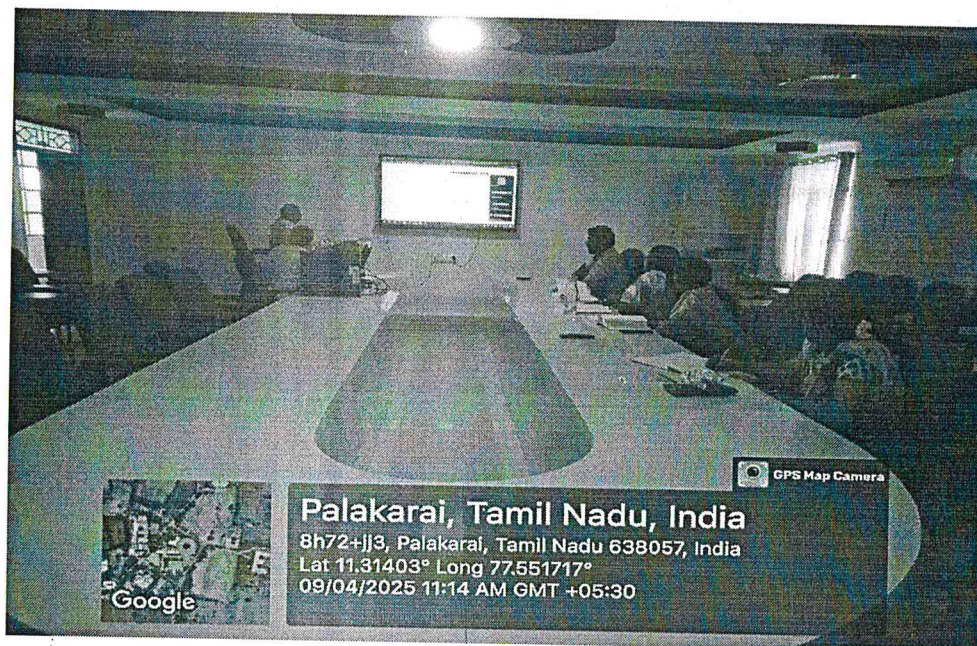 GPS Map Camera
Palakarai, Tamil Nadu, India
8h72+jj3, Palakarai, Tamil Nadu 638057, India
Lat 11.31403° Long 77.551717°
09/04/2025 11:14 AM GMT +05:30
Google